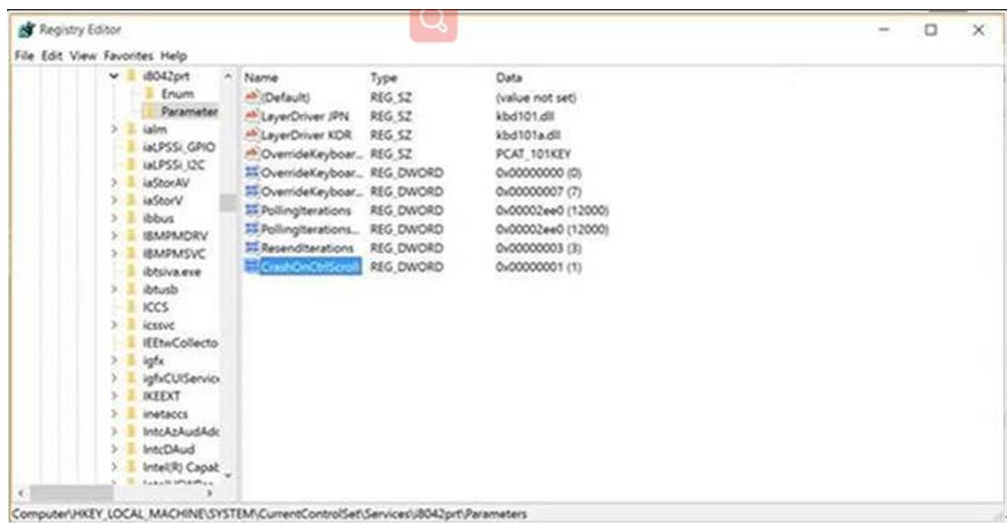 Registry Editor
File Edit View Favorites Help
i8042prt
Enum
Parameter
ialm
iaLPSSi_GPIO
iaLPSSi_I2C
iaStorAV
iaStorV
ibbus
IBMPMDRV
IBMPMSVC
ibtsiva.exe
ibtusb
ICCS
icssvc
IEEtwCollecto
igfx
igfxCUIService
IKEEXT
inetaccs
IntcAzAudAdd
IntcDAud
Intel(R) Capab
Name Type Data
(Default) REG_SZ (value not set)
LayerDriver JPN REG_SZ kbd101.dll
LayerDriver KOR REG_SZ kbd101a.dll
OverrideKeyboar... REG_SZ PCAT_101KEY
OverrideKeyboar... REG_DWORD 0x00000000 (0)
OverrideKeyboar... REG_DWORD 0x00000007 (7)
PollingIterations REG_DWORD 0x00002ee0 (12000)
PollingIterations... REG_DWORD 0x00002ee0 (12000)
ResendIterations REG_DWORD 0x00000003 (3)
CrashOnCtrlScroll REG_DWORD 0x00000001 (1)
Computer\HKEY_LOCAL_MACHINE\SYSTEM\CurrentControlSet\Services\i8042prt\Parameters